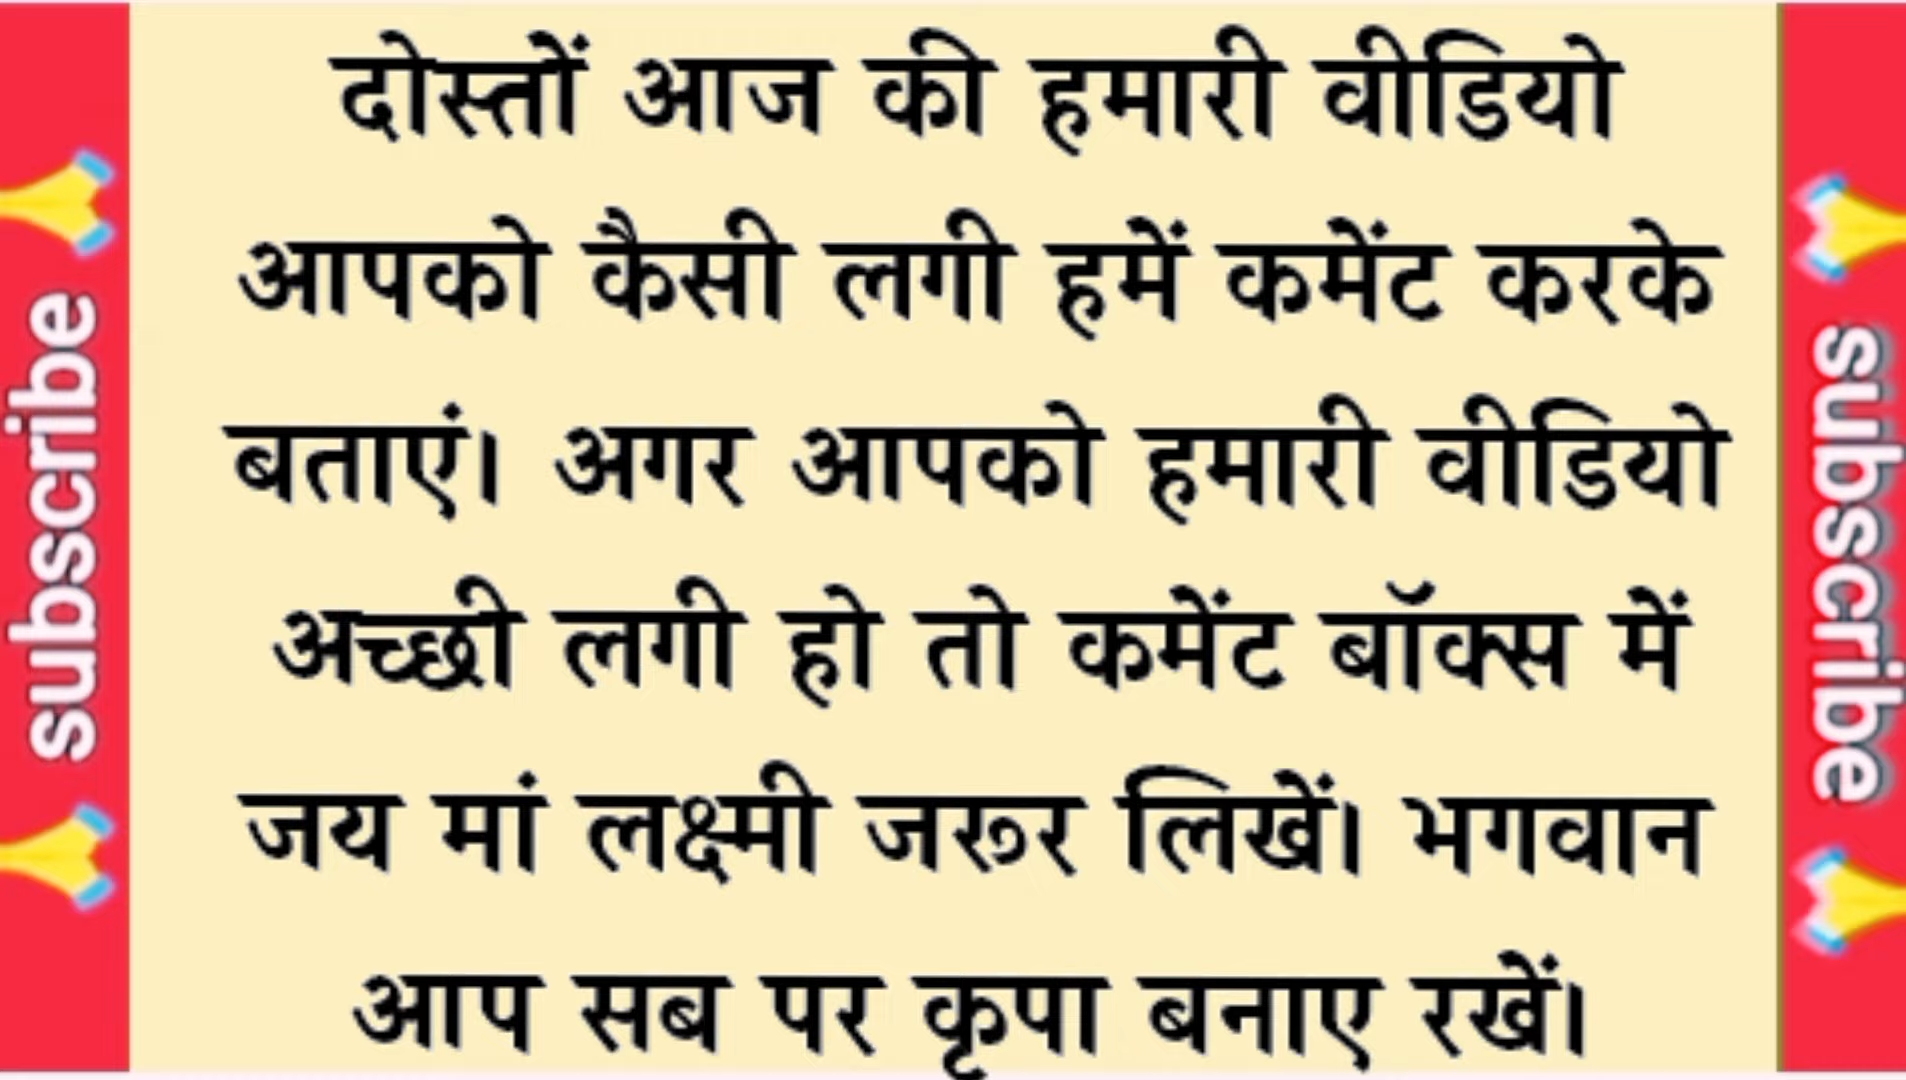 दोस्तों आज की हमारी वीडियो
आपको कैसी लगी हमें कमेंट करके
बताएं। अगर आपको हमारी वीडियो
अच्छी लगी हो तो कमेंट बॉक्स में
जय मां लक्ष्मी जरूर लिखें। भगवान
आप सब पर कृपा बनाए रखें।
subscribe
subscribe